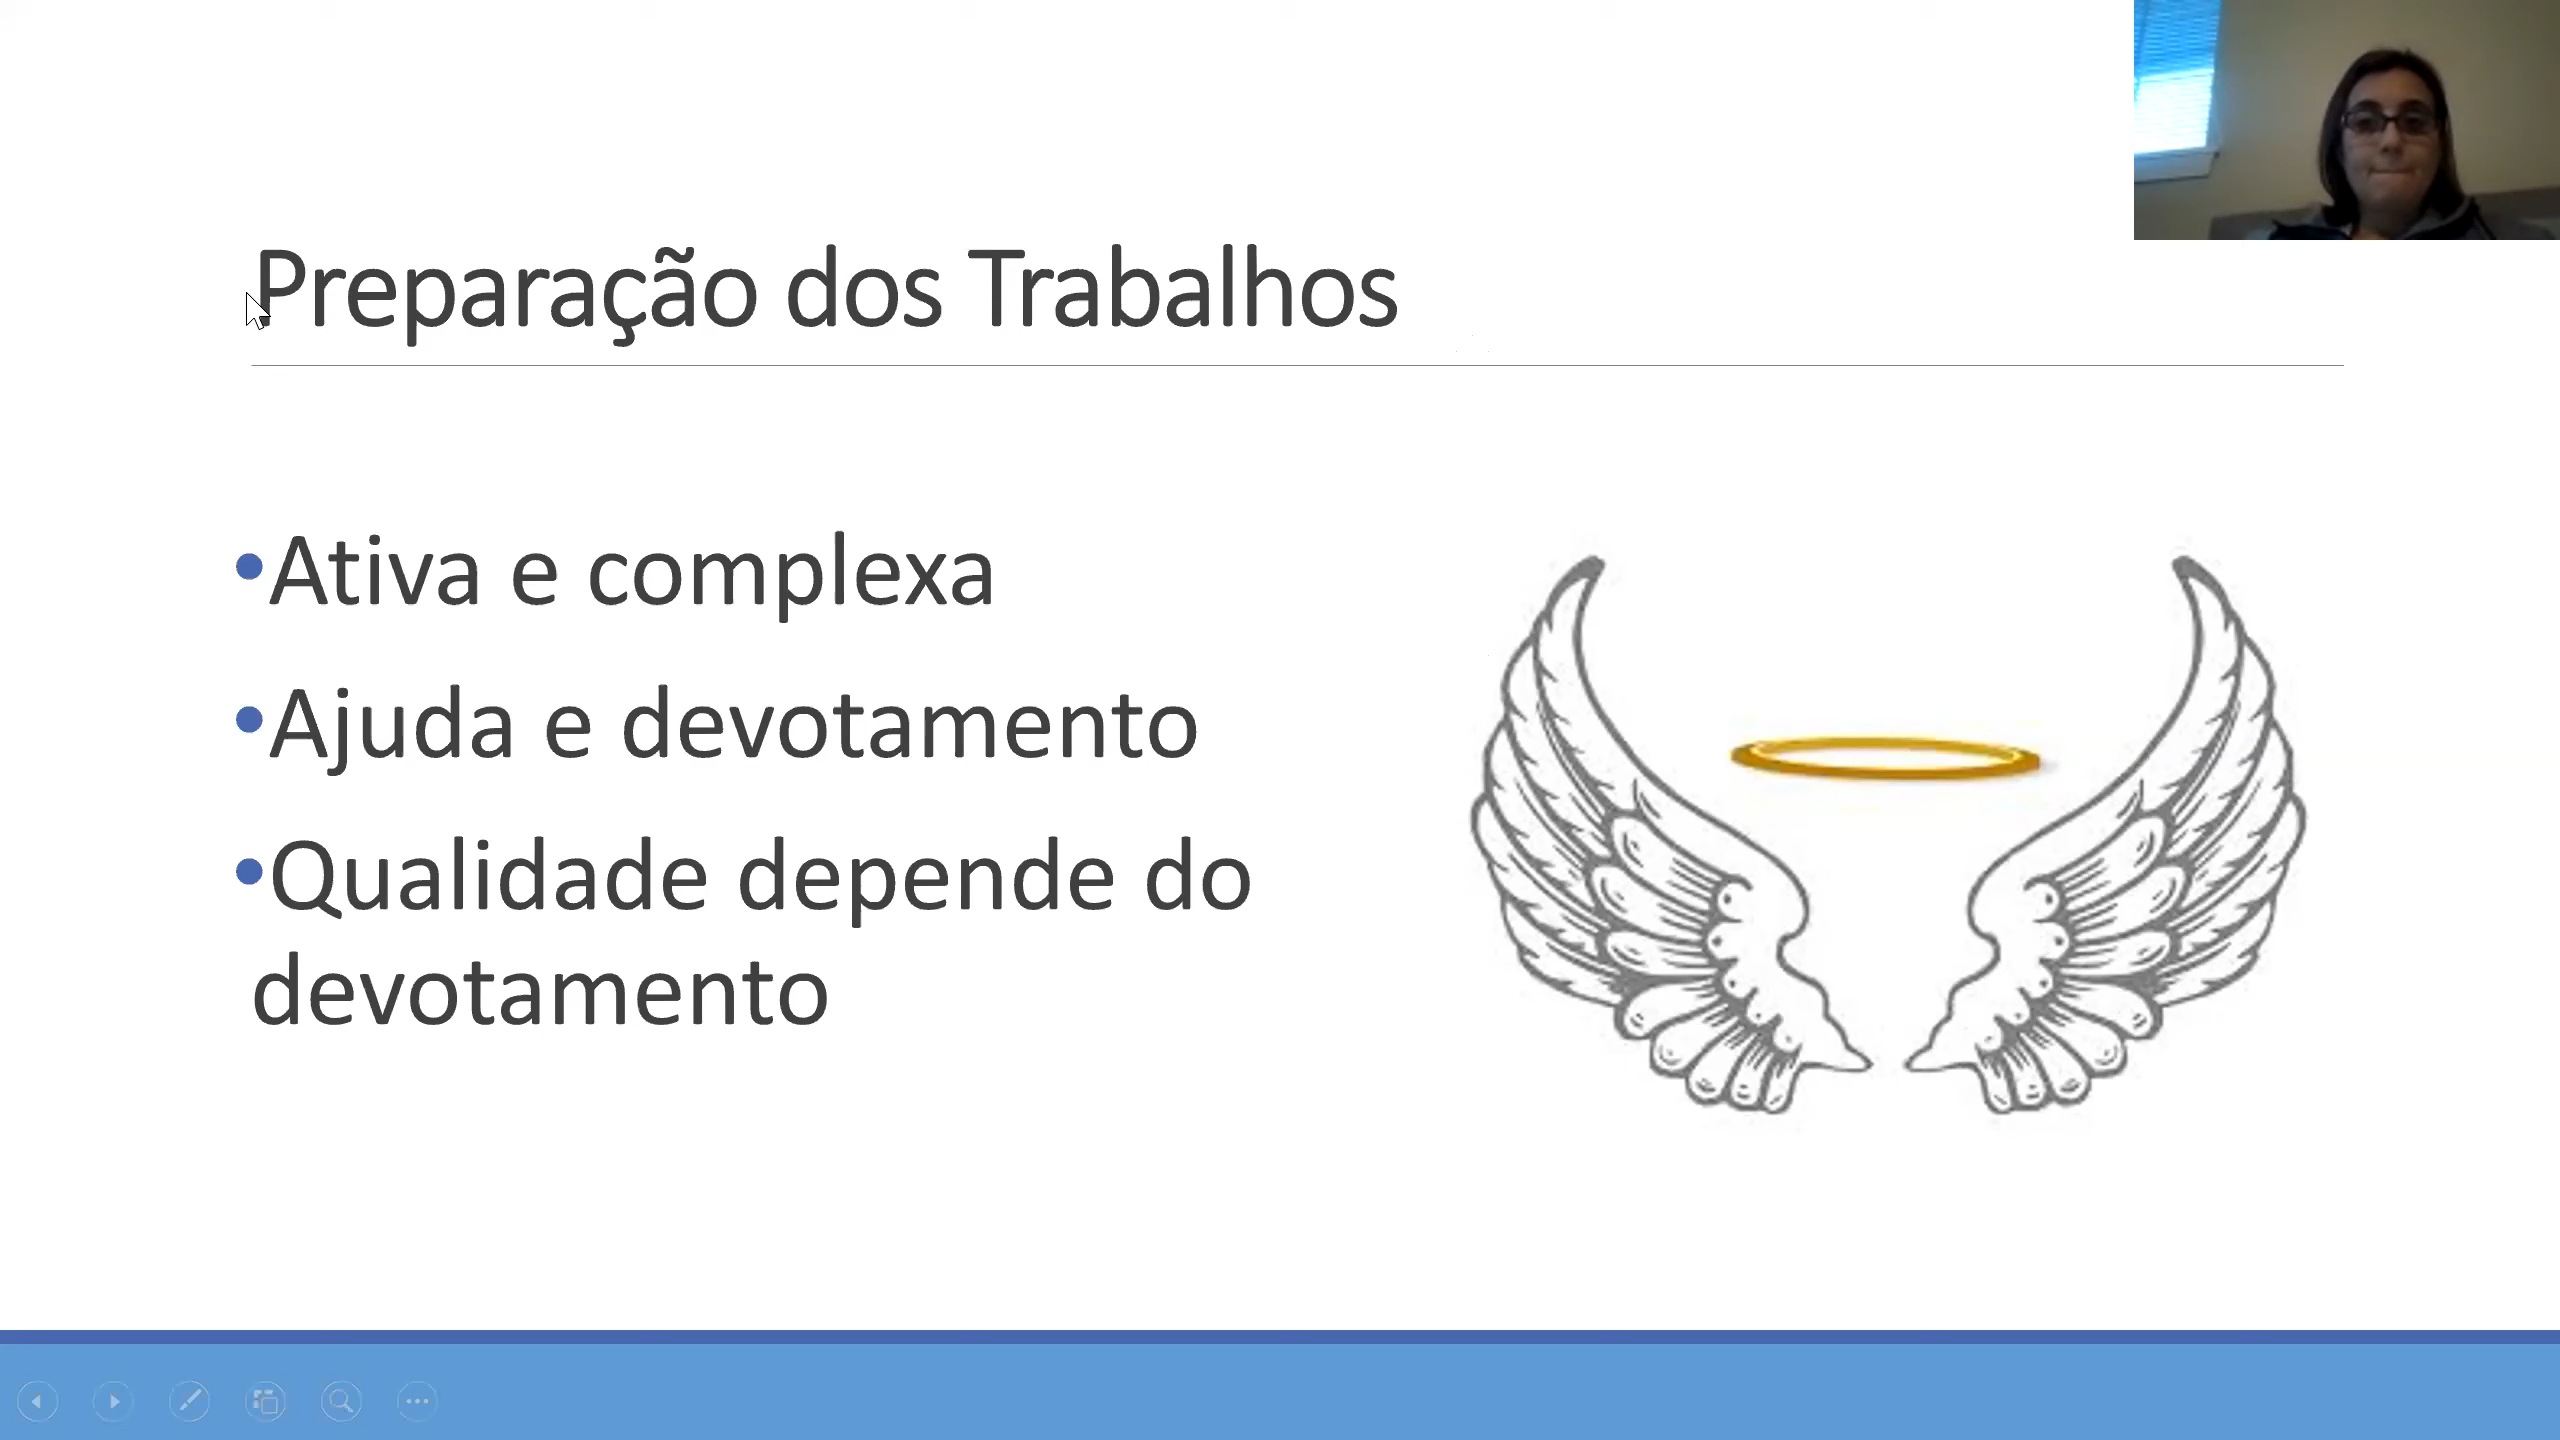 Preparação dos Trabalhos
•Ativa e complexa
•Ajuda e devotamento
•Qualidade depende do
devotamento